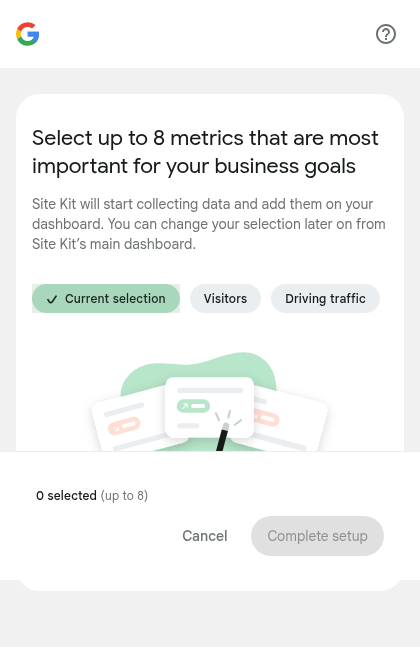 Select up to 8 metrics that are most
important for your business goals
Site Kit will start collecting data and add them on your
dashboard. You can change your selection later on from
Site Kit’s main dashboard.
Current selection
Visitors
Driving traffic
0 selected (up to 8)
Cancel
Complete setup